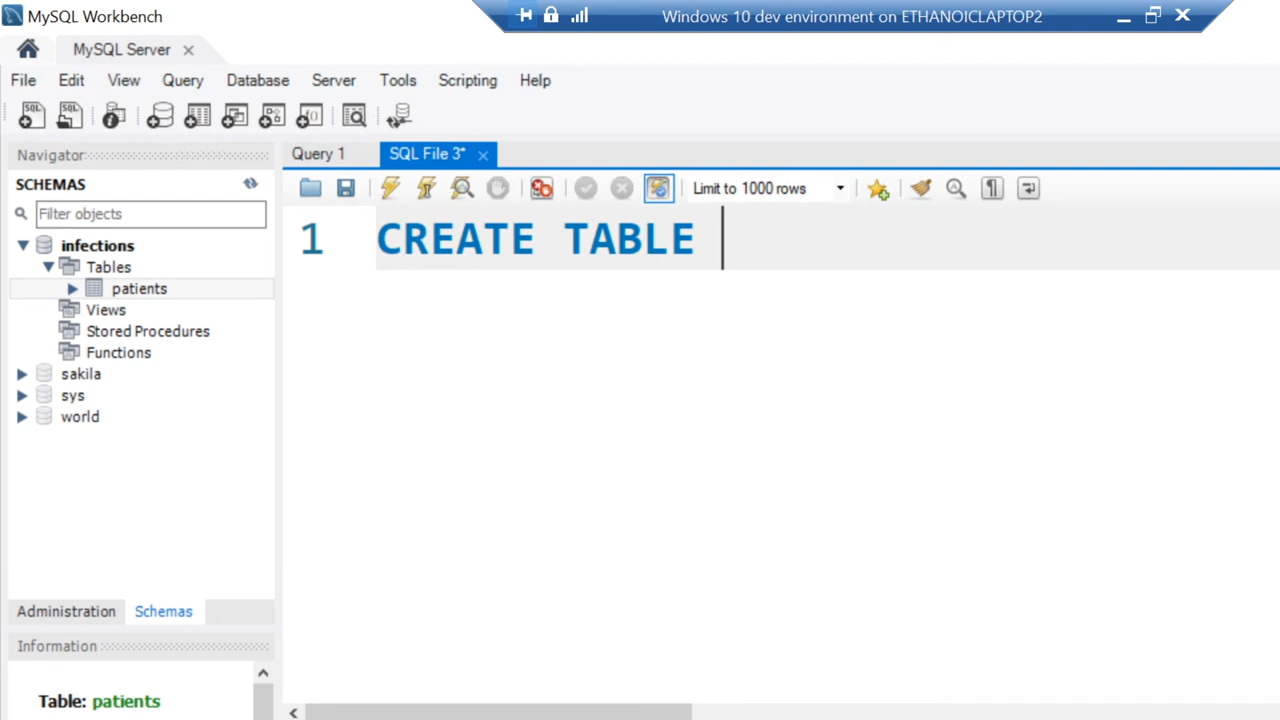 MySQL Workbench
Windows 10 dev environment on ETHANOICLAPTOP2
MySQL Server
File Edit View Query Database Server Tools Scripting Help
Navigator
SCHEMAS
Filter objects
infections
Tables
patients
Views
Stored Procedures
Functions
sakila
sys
world
Administration Schemas
Information
Table: patients
Query 1 SQL File 3*
Limit to 1000 rows
1 CREATE TABLE